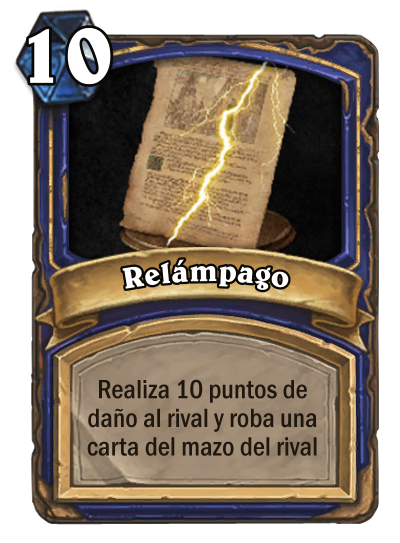 10
Relámpago
Realiza 10 puntos de
daño al rival y roba una
carta del mazo del rival